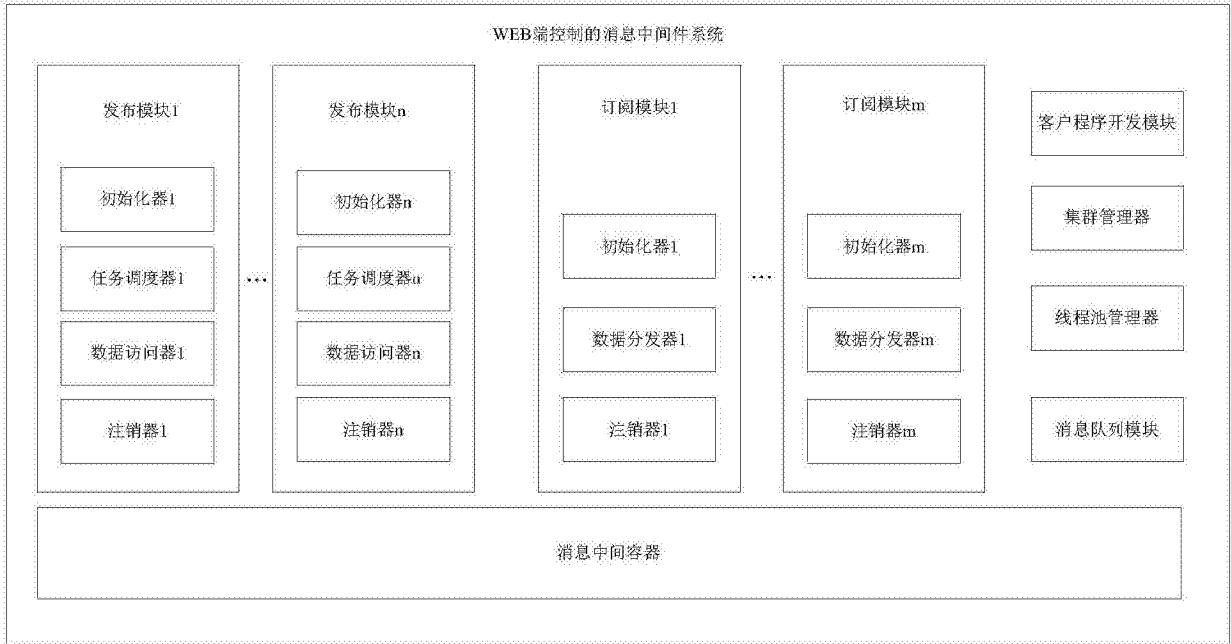 WEB端控制的消息中间件系统
发布模块1
初始化器1
任务调度器1
数据访问器1
注销器1
...
发布模块n
初始化器n
任务调度器n
数据访问器n
注销器n
订阅模块1
初始化器1
数据分发器1
注销器1
...
订阅模块m
初始化器m
数据分发器m
注销器m
客户程序开发模块
集群管理器
线程池管理器
消息队列模块
消息中间容器